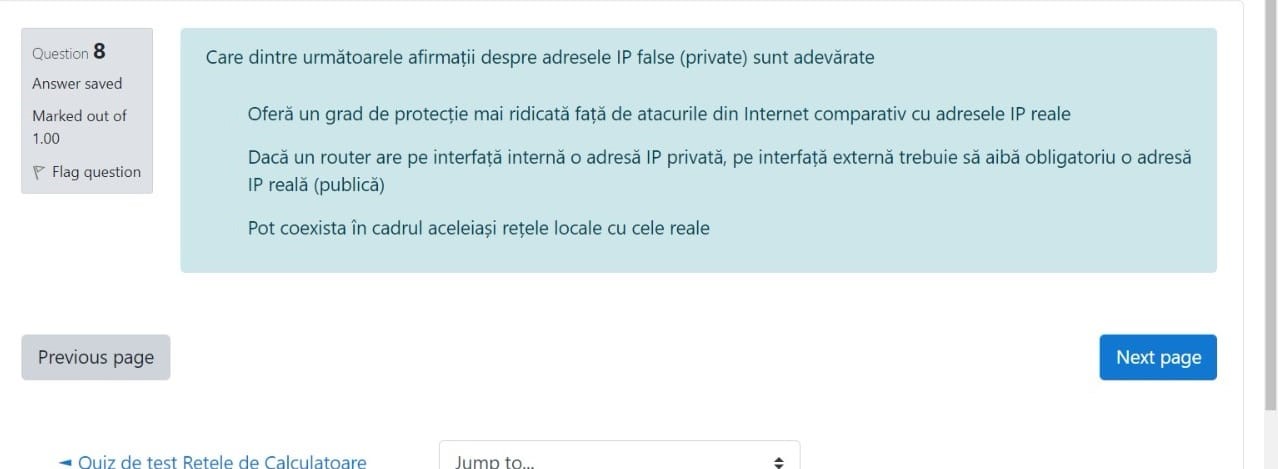 Question 8
Answer saved
Marked out of
1.00
Flag question
Care dintre următoarele afirmații despre adresele IP false (private) sunt adevărate
Oferă un grad de protecție mai ridicată față de atacurile din Internet comparativ cu adresele IP reale
Dacă un router are pe interfață internă o adresă IP privată, pe interfață externă trebuie să aibă obligatoriu o adresă
IP reală (publică)
Pot coexista în cadrul aceleiași rețele locale cu cele reale
Previous page
Next page
◄ Quiz de test Retele de Calculatoare
Jump to...